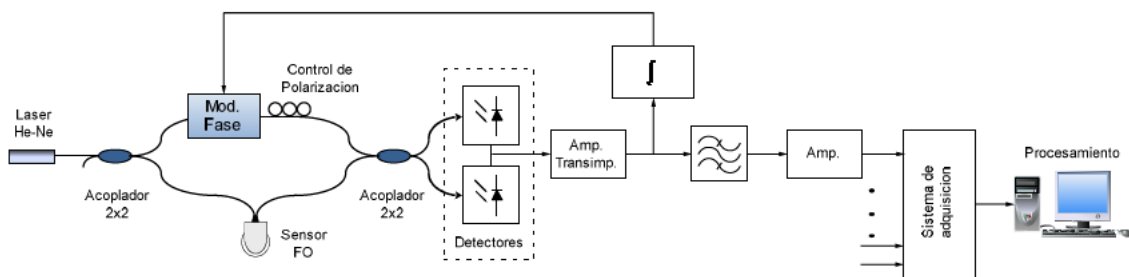 Laser
He-Ne
Acoplador
2x2
Mod.
Fase
Control de
Polarizacion
Sensor
FO
Acoplador
2x2
Detectores
Amp.
Transimp.
∫
Amp.
Sistema de
adquisicion
Procesamiento